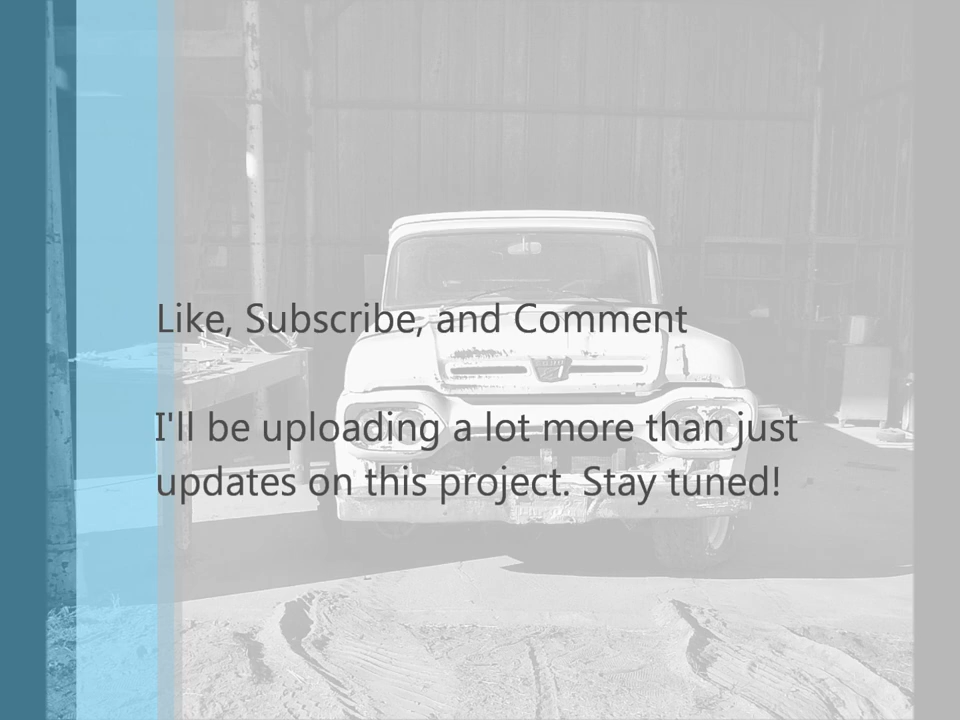 Like, Subscribe, and Comment
I'll be uploading a lot more than just
updates on this project. Stay tuned!